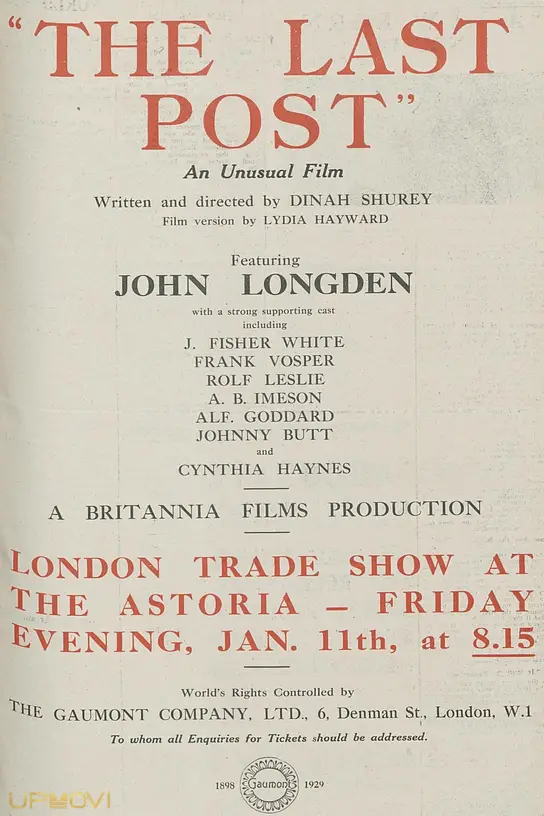 "THE LAST
POST"
An Unusual Film
Written and directed by DINAH SHUREY
Film version by LYDIA HAYWARD
Featuring
JOHN LONGDEN
with a strong supporting cast
including
J. FISHER WHITE
FRANK VOSPER
ROLF LESLIE
A. B. IMESON
ALF. GODDARD
JOHNNY BUTT
and
CYNTHIA HAYNES
A BRITANNIA FILMS PRODUCTION
LONDON TRADE SHOW AT
THE ASTORIA – FRIDAY
EVENING, JAN. 11th, at 8.15
World's Rights Controlled by
THE GAUMONT COMPANY, LTD., 6, Denman St., London, W.1
To whom all Enquiries for Tickets should be addressed.
1898 Gaumont 1929
UPMOVI